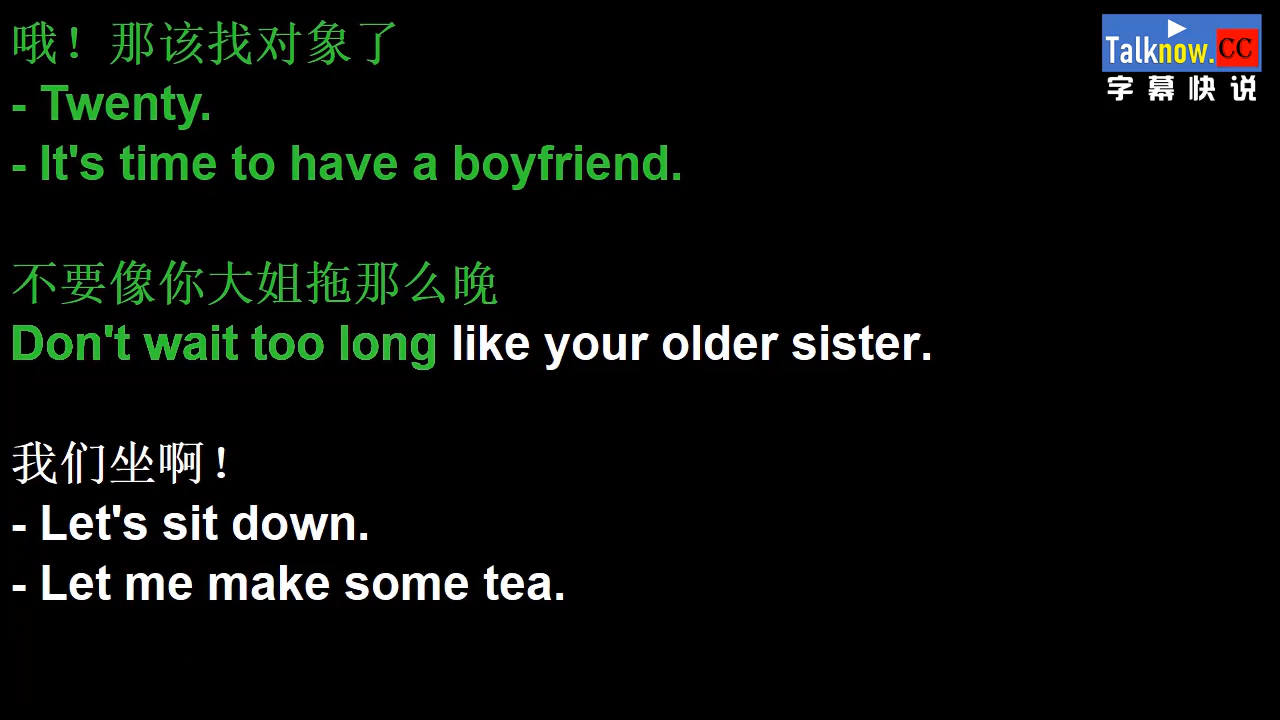 哦！那该找对象了
- Twenty.
- It's time to have a boyfriend.
不要像你大姐拖那么晚
Don't wait too long like your older sister.
我们坐啊！
- Let's sit down.
- Let me make some tea.
Talknow.CC
字幕快说